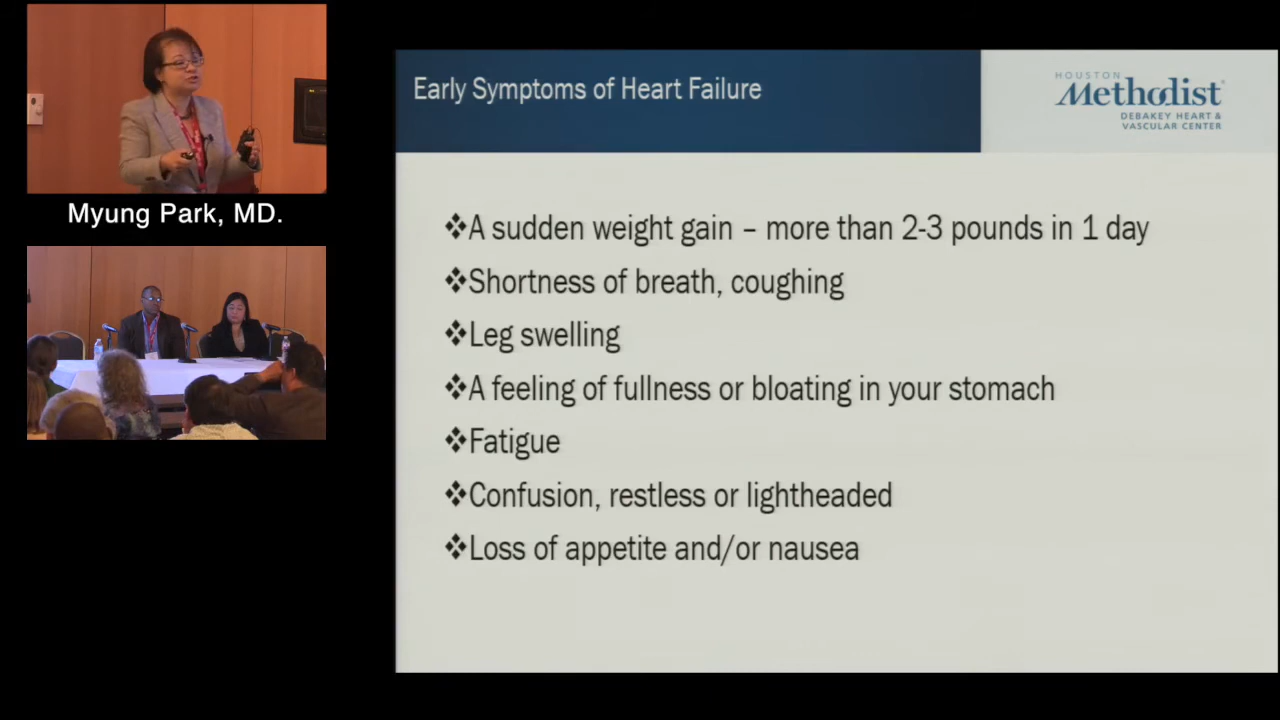 Myung Park, MD.
Early Symptoms of Heart Failure
HOUSTON
Methodist
DEBAKEY HEART &
VASCULAR CENTER
❖A sudden weight gain – more than 2-3 pounds in 1 day
❖Shortness of breath, coughing
❖Leg swelling
❖A feeling of fullness or bloating in your stomach
❖Fatigue
❖Confusion, restless or lightheaded
❖Loss of appetite and/or nausea